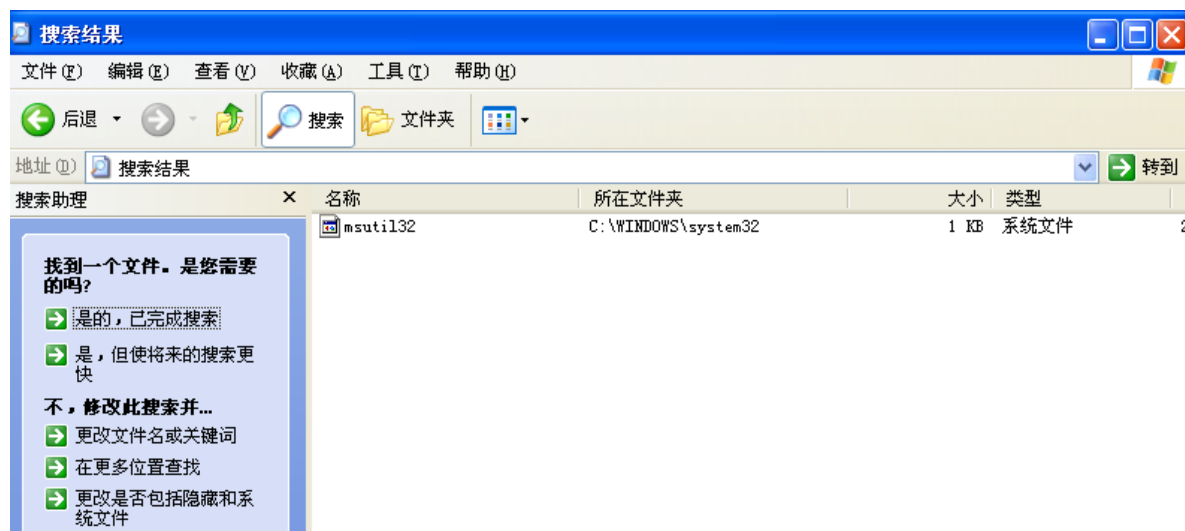 搜索结果
文件(F) 编辑(E) 查看(V) 收藏(A) 工具(T) 帮助(H)
后退 搜索 文件夹
地址(D) 搜索结果 转到
搜索助理 × 名称 所在文件夹 大小 类型
msutil32 C:\WINDOWS\system32 1 KB 系统文件 2
找到一个文件。是您需要
的吗?
是的，已完成搜索
是，但使将来的搜索更
快
不，修改此搜索并...
更改文件名或关键词
在更多位置查找
更改是否包括隐藏和系
统文件